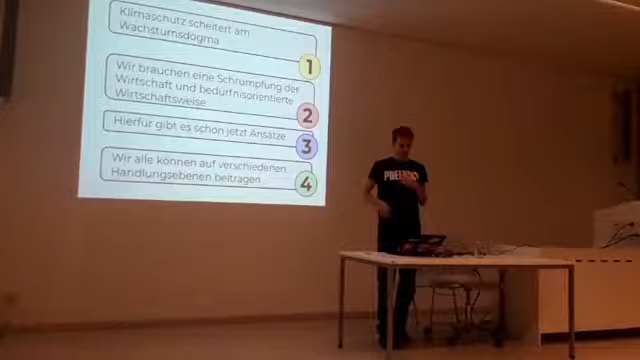 Klimaschutz scheitert am
Wachstumsdogma
1
Wir brauchen eine Schrumpfung der
Wirtschaft und bedürfnisorientierte
Wirtschaftsweise
2
Hierfür gibt es schon jetzt Ansätze
3
Wir alle können auf verschiedenen
Handlungsebenen beitragen
4